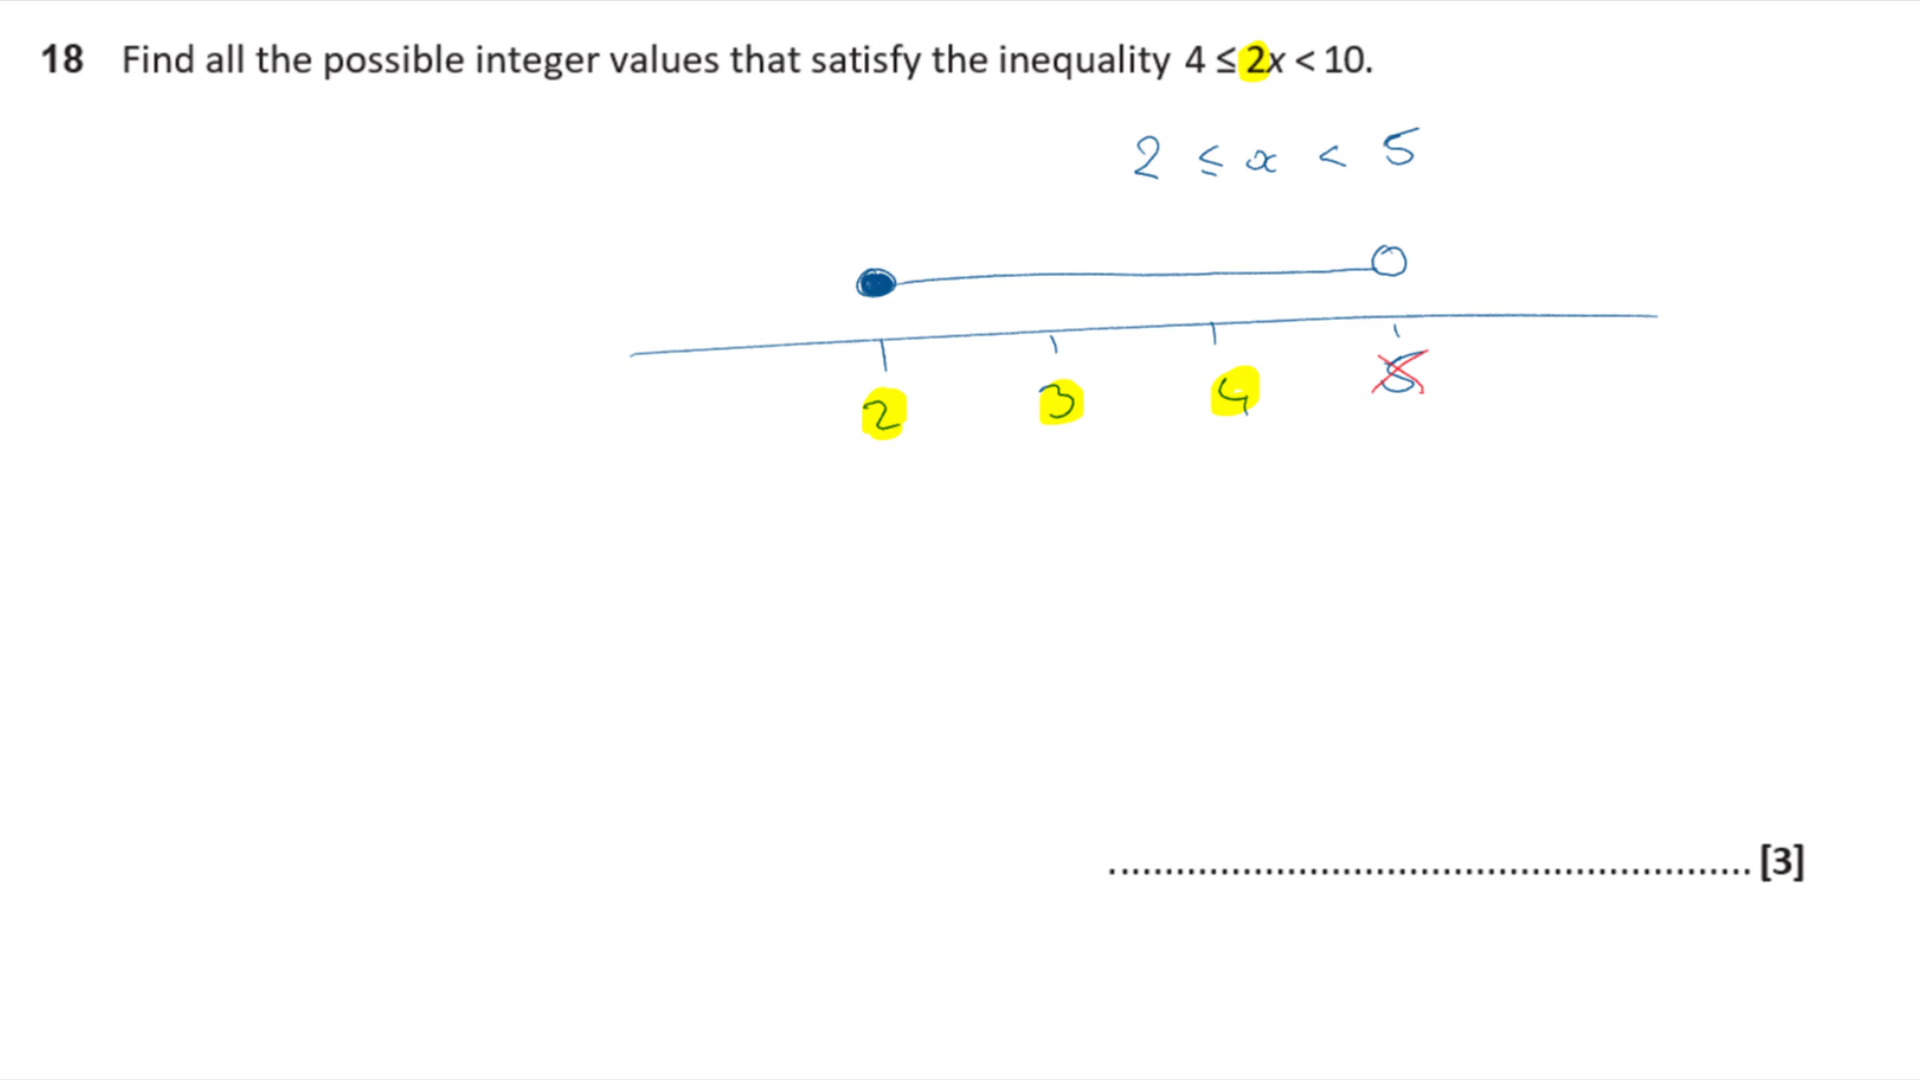 18 Find all the possible integer values that satisfy the inequality 4 ≤ 2x < 10.
2 ≤ x < 5
2 3 4 5
.......................................................... [3]